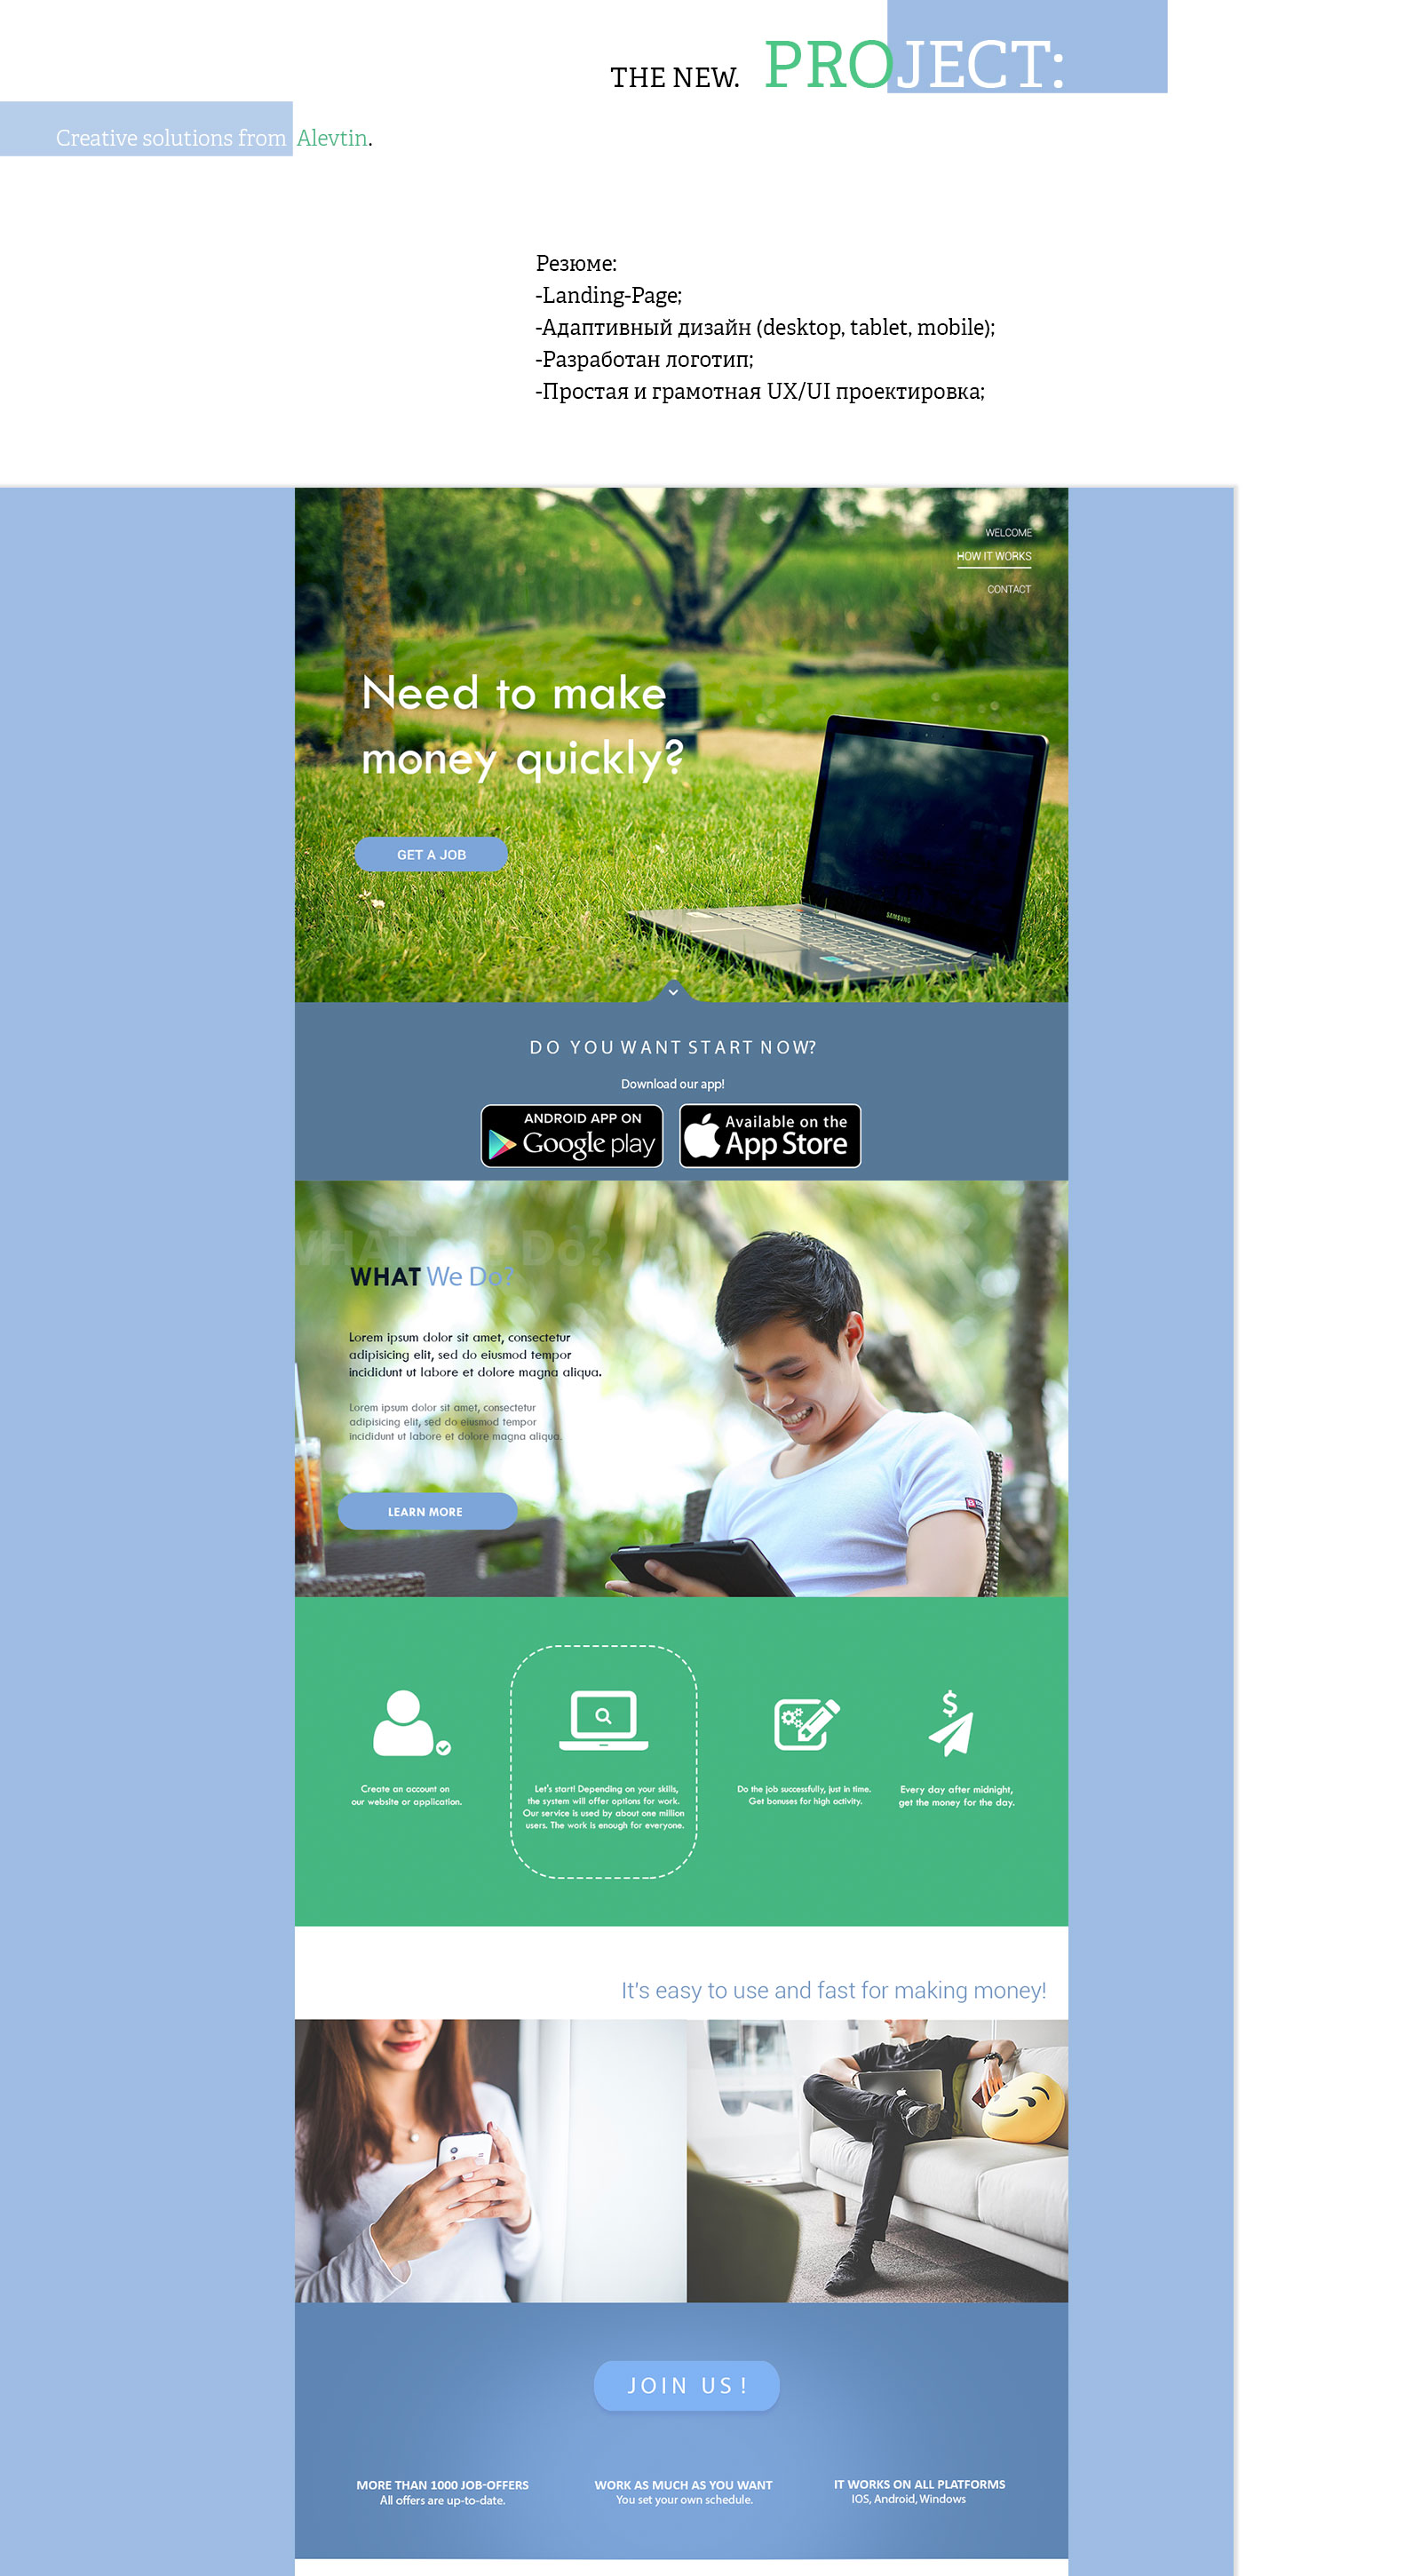 THE NEW. PROJECT:
Creative solutions from Alevtin.
Резюме:
-Landing-Page;
-Адаптивный дизайн (desktop, tablet, mobile);
-Разработан логотип;
-Простая и грамотная UX/UI проектировка;
WELCOME
HOW IT WORKS
CONTACT
Need to make
money quickly?
GET A JOB
SAMSUNG
DO YOU WANT START NOW?
Download our app!
ANDROID APP ON
Google play
Available on the
App Store
WHAT We Do?
WHAT We Do?
Lorem ipsum dolor sit amet, consectetur
adipisicing elit, sed do eiusmod tempor
incididunt ut labore et dolore magna aliqua.
Lorem ipsum dolor sit amet, consectetur
adipisicing elit, sed do eiusmod tempor
incididunt ut labore et dolore magna aliqua.
LEARN MORE
Create an account on
our website or application.
Let's start! Depending on your skills,
the system will offer options for work.
Our service is used by about one million
users. The work is enough for everyone.
Do the job successfully, just in time.
Get bonuses for high activity.
Every day after midnight,
get the money for the day.
It's easy to use and fast for making money!
JOIN US!
MORE THAN 1000 JOB-OFFERS
All offers are up-to-date.
WORK AS MUCH AS YOU WANT
You set your own schedule.
IT WORKS ON ALL PLATFORMS
IOS, Android, Windows